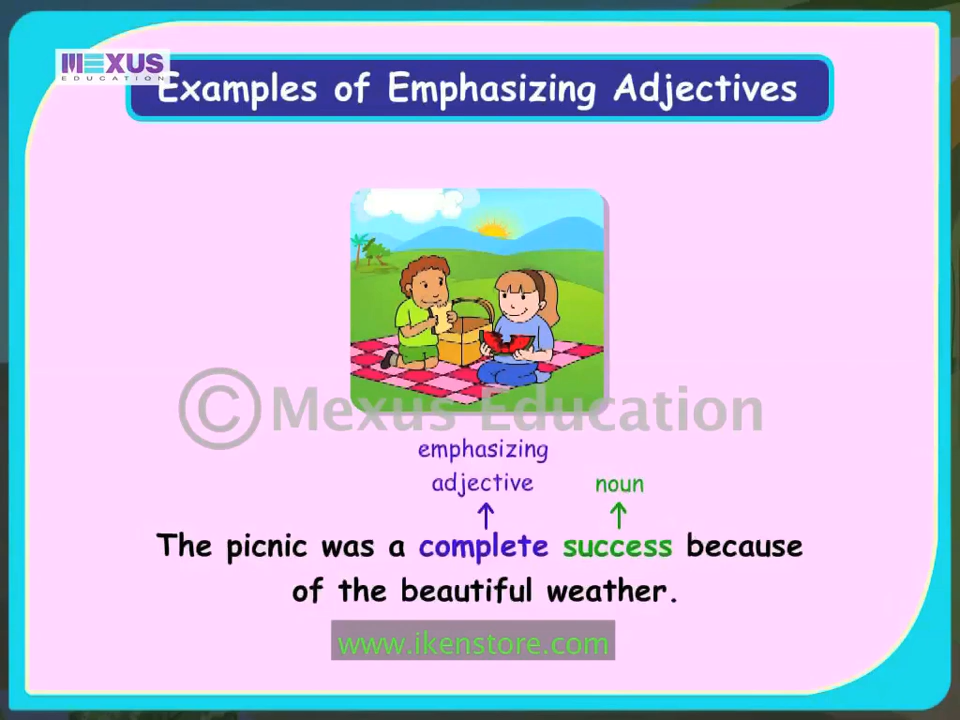 MEXUS
EDUCATION
Examples of Emphasizing Adjectives
© Mexus Education
emphasizing
adjective noun
The picnic was a complete success because
of the beautiful weather.
www.ikenstore.com